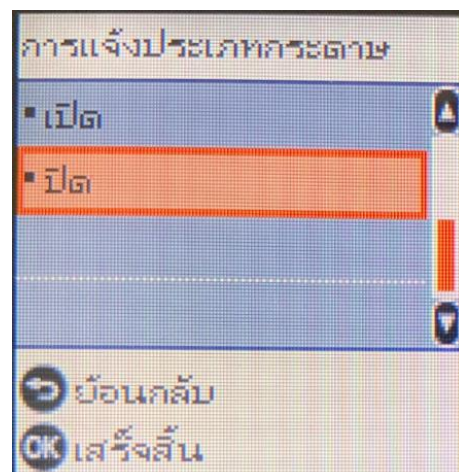 การแจ้งประเภทกระดาษ
▪ เปิด
▪ ปิด
ย้อนกลับ
OK เสร็จสิ้น